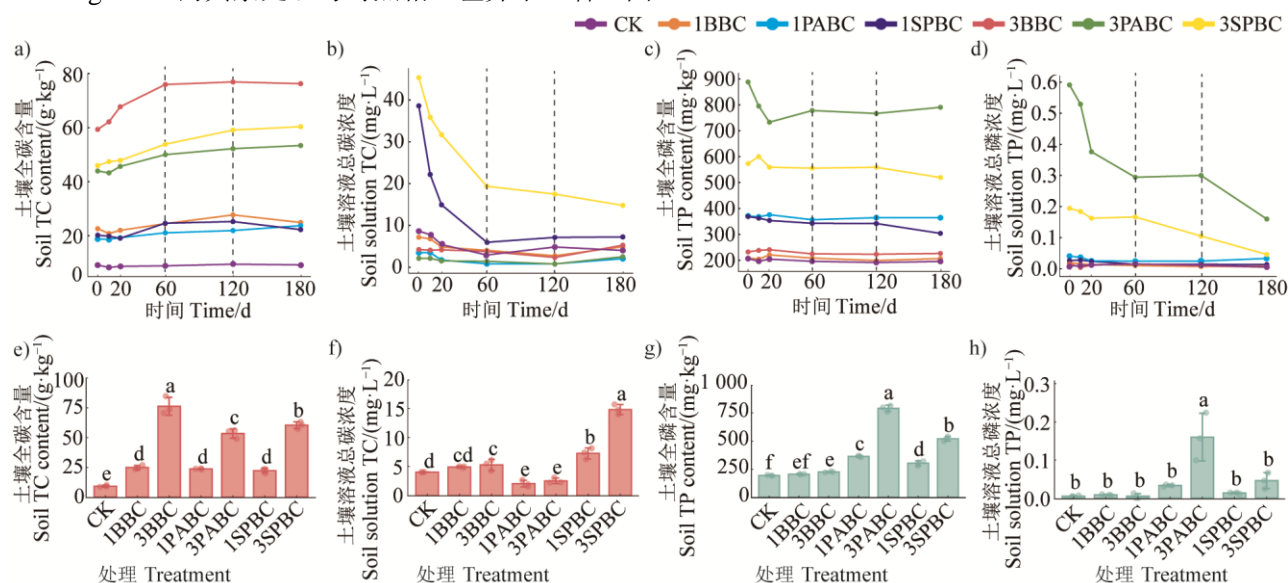 CK 1BBC 1PABC 1SPBC 3BBC 3PABC 3SPBC
a)
土壤全碳含量
Soil TC content/(g·kg⁻¹)
80
60
40
20
0
0 20 60 120 180
时间 Time/d
b)
土壤溶液总碳浓度
Soil solution TC/(mg·L⁻¹)
40
30
20
10
0
0 20 60 120 180
时间 Time/d
c)
土壤全磷含量
Soil TP content/(mg·kg⁻¹)
900
800
700
600
500
400
300
200
0 20 60 120 180
时间 Time/d
d)
土壤溶液总磷浓度
Soil solution TP/(mg·L⁻¹)
0.6
0.5
0.4
0.3
0.2
0.1
0.0
0 20 60 120 180
时间 Time/d
e)
土壤全碳含量
Soil TC content/(g·kg⁻¹)
100
75
50
25
0
e d a d c d b
CK 1BBC 3BBC 1PABC 3PABC 1SPBC 3SPBC
处理 Treatment
f)
土壤溶液总碳浓度
Soil solution TC/(mg·L⁻¹)
20
15
10
5
0
d cd c e e b a
CK 1BBC 3BBC 1PABC 3PABC 1SPBC 3SPBC
处理 Treatment
g)
土壤全磷含量
Soil TP content/(mg·kg⁻¹)
1 000
750
500
250
0
f ef e c a d b
CK 1BBC 3BBC 1PABC 3PABC 1SPBC 3SPBC
处理 Treatment
h)
土壤溶液总磷浓度
Soil solution TP/(mg·L⁻¹)
0.3
0.2
0.1
0.0
b b b b a b b
CK 1BBC 3BBC 1PABC 3PABC 1SPBC 3SPBC
处理 Treatment